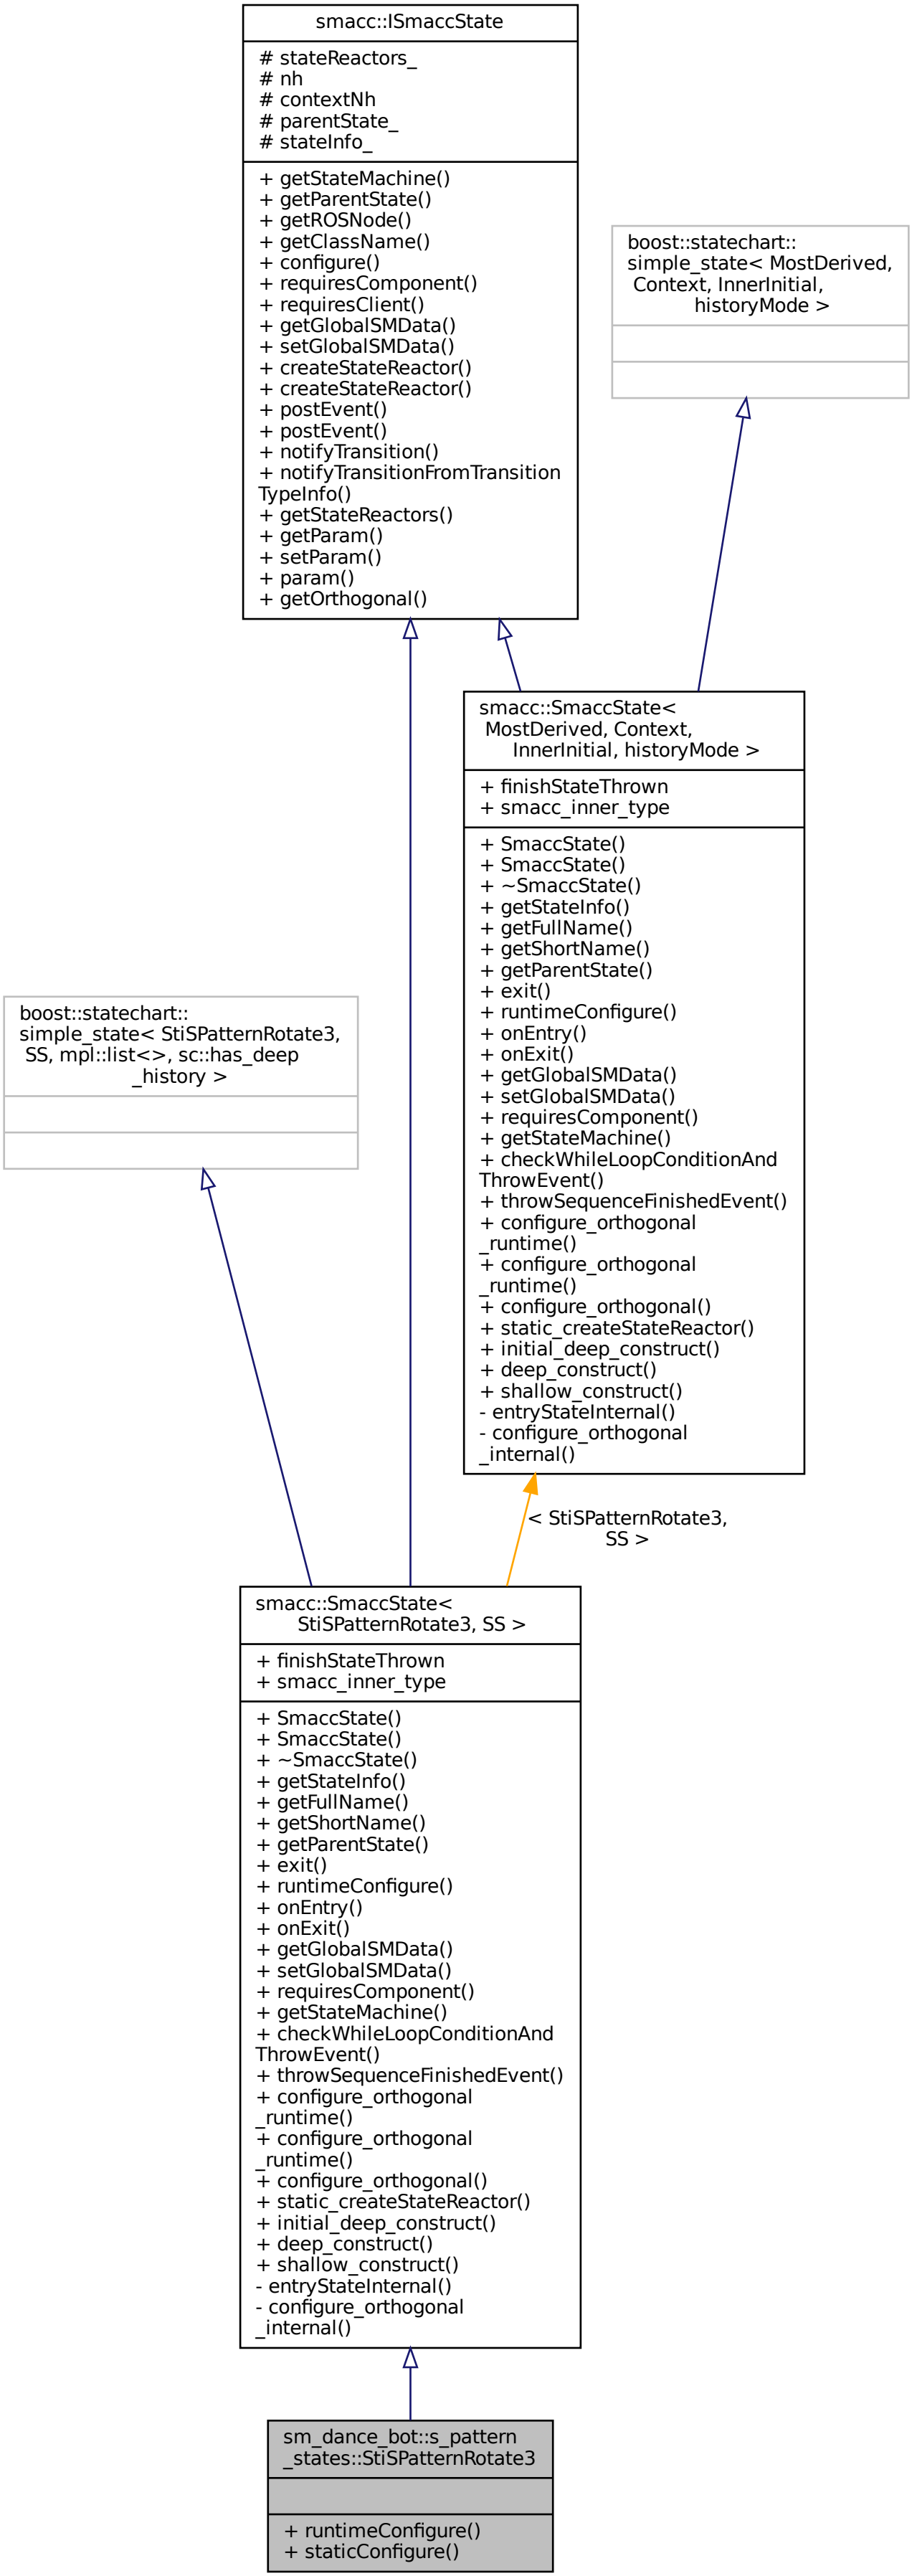 smacc::ISmaccState
# stateReactors_
# nh
# contextNh
# parentState_
# stateInfo_
+ getStateMachine()
+ getParentState()
+ getROSNode()
+ getClassName()
+ configure()
+ requiresComponent()
+ requiresClient()
+ getGlobalSMData()
+ setGlobalSMData()
+ createStateReactor()
+ createStateReactor()
+ postEvent()
+ postEvent()
+ notifyTransition()
+ notifyTransitionFromTransition
TypeInfo()
+ getStateReactors()
+ getParam()
+ setParam()
+ param()
+ getOrthogonal()
boost::statechart::
simple_state< MostDerived,
Context, InnerInitial,
historyMode >
smacc::SmaccState<
MostDerived, Context,
InnerInitial, historyMode >
+ finishStateThrown
+ smacc_inner_type
+ SmaccState()
+ SmaccState()
+ ~SmaccState()
+ getStateInfo()
+ getFullName()
+ getShortName()
+ getParentState()
+ exit()
+ runtimeConfigure()
+ onEntry()
+ onExit()
+ getGlobalSMData()
+ setGlobalSMData()
+ requiresComponent()
+ getStateMachine()
+ checkWhileLoopConditionAnd
ThrowEvent()
+ throwSequenceFinishedEvent()
+ configure_orthogonal
_runtime()
+ configure_orthogonal
_runtime()
+ configure_orthogonal()
+ static_createStateReactor()
+ initial_deep_construct()
+ deep_construct()
+ shallow_construct()
- entryStateInternal()
- configure_orthogonal
_internal()
boost::statechart::
simple_state< StiSPatternRotate3,
SS, mpl::list<>, sc::has_deep
_history >
< StiSPatternRotate3,
SS >
smacc::SmaccState<
StiSPatternRotate3, SS >
+ finishStateThrown
+ smacc_inner_type
+ SmaccState()
+ SmaccState()
+ ~SmaccState()
+ getStateInfo()
+ getFullName()
+ getShortName()
+ getParentState()
+ exit()
+ runtimeConfigure()
+ onEntry()
+ onExit()
+ getGlobalSMData()
+ setGlobalSMData()
+ requiresComponent()
+ getStateMachine()
+ checkWhileLoopConditionAnd
ThrowEvent()
+ throwSequenceFinishedEvent()
+ configure_orthogonal
_runtime()
+ configure_orthogonal
_runtime()
+ configure_orthogonal()
+ static_createStateReactor()
+ initial_deep_construct()
+ deep_construct()
+ shallow_construct()
- entryStateInternal()
- configure_orthogonal
_internal()
sm_dance_bot::s_pattern
_states::StiSPatternRotate3
+ runtimeConfigure()
+ staticConfigure()